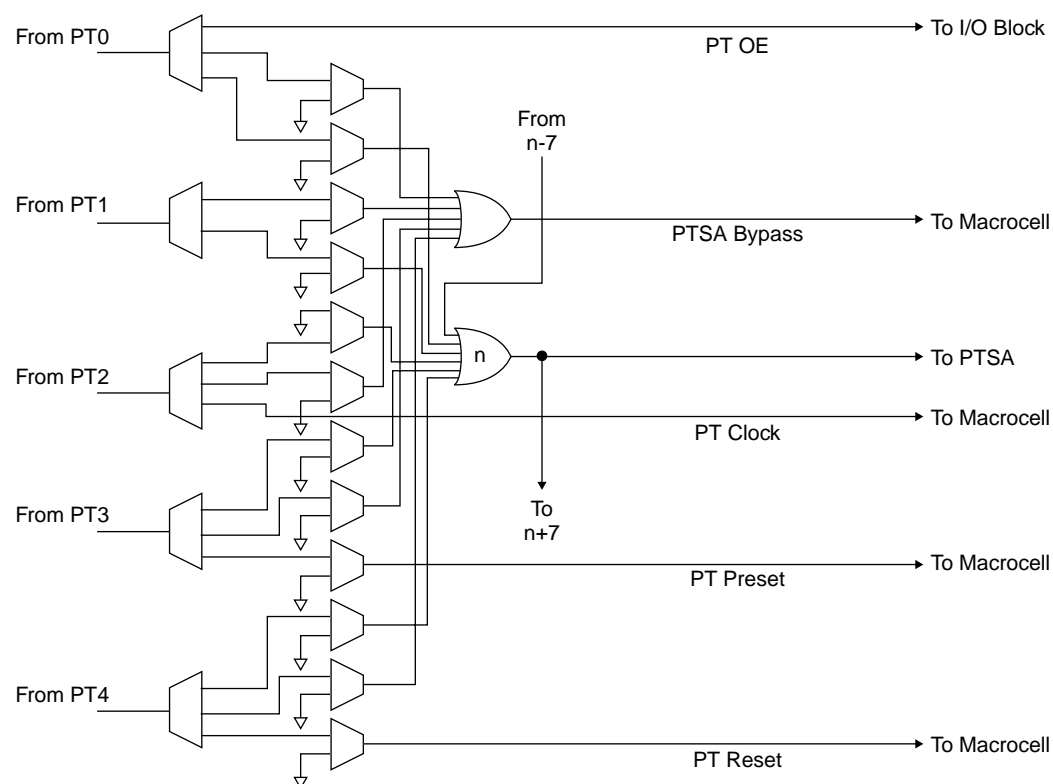 From PT0
To I/O Block
PT OE
From
n-7
From PT1
To Macrocell
PTSA Bypass
n
To PTSA
From PT2
To Macrocell
PT Clock
From PT3
To
n+7
To Macrocell
PT Preset
From PT4
To Macrocell
PT Reset